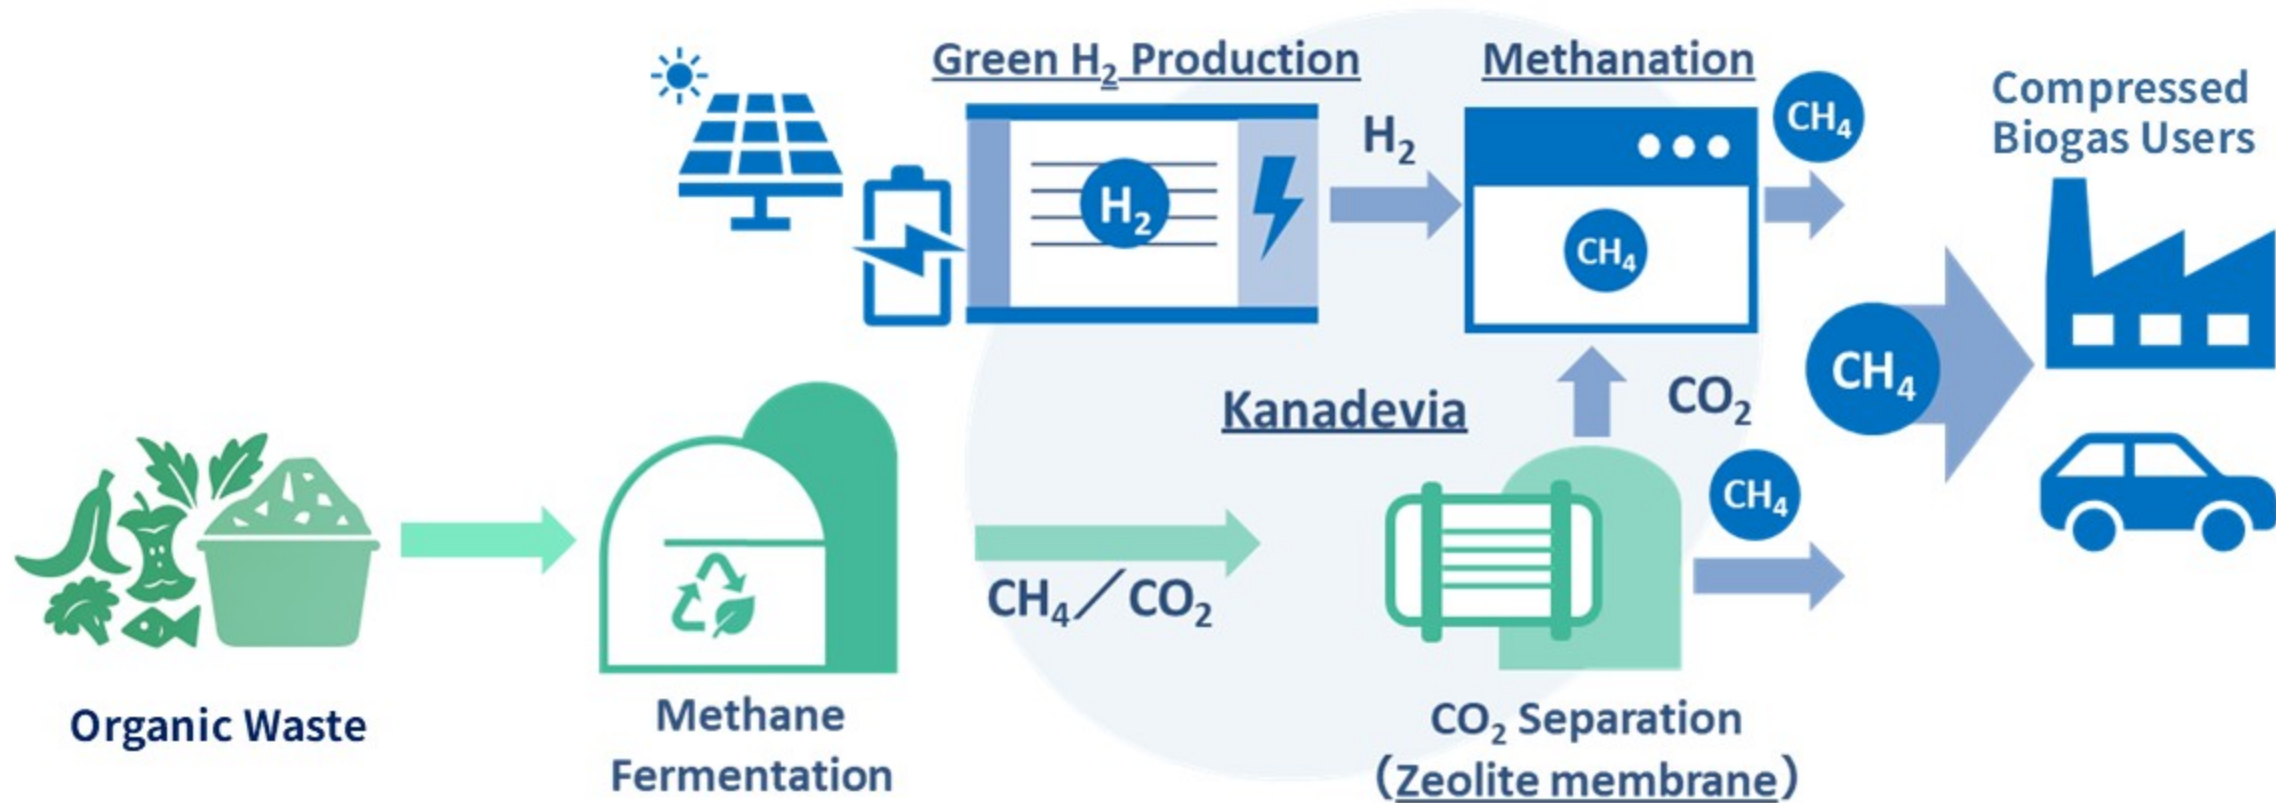 Green H₂ Production
Methanation
CH₄
Compressed
Biogas Users
H₂
H₂
CH₄
CH₄
Kanadevia
CO₂
CH₄
CH₄／CO₂
Organic Waste
Methane
Fermentation
CO₂ Separation
（Zeolite membrane）